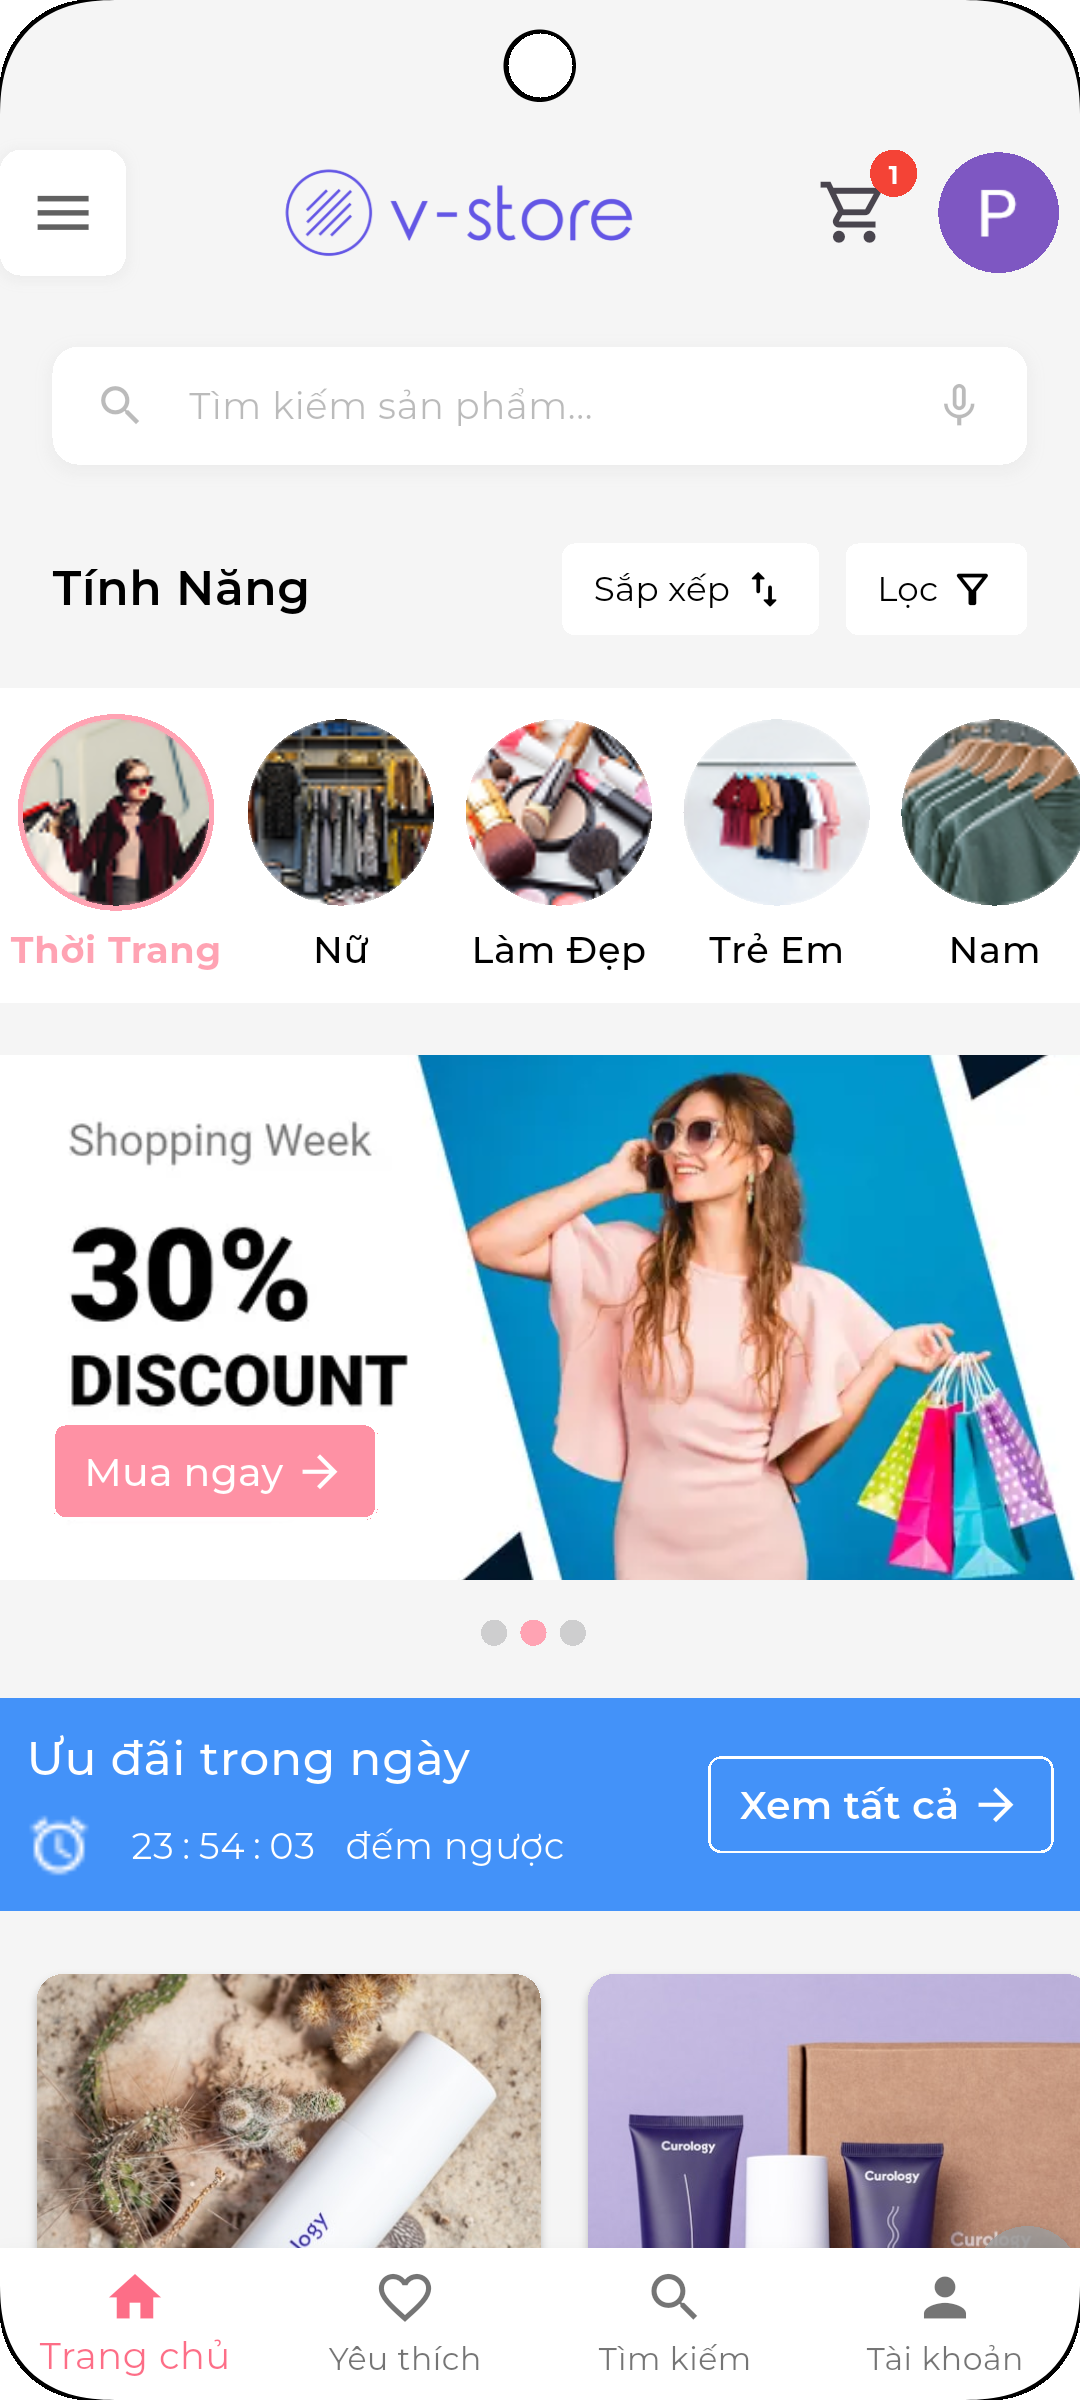 v-store
1
P
Tìm kiếm sản phẩm...
Tính Năng
Sắp xếp
Lọc
Thời Trang
Nữ
Làm Đẹp
Trẻ Em
Nam
Shopping Week
30%
DISCOUNT
Mua ngay
Ưu đãi trong ngày
Xem tất cả
23 : 54 : 03 đếm ngược
Curology
Curology
Curology
logy
Trang chủ
Yêu thích
Tìm kiếm
Tài khoản